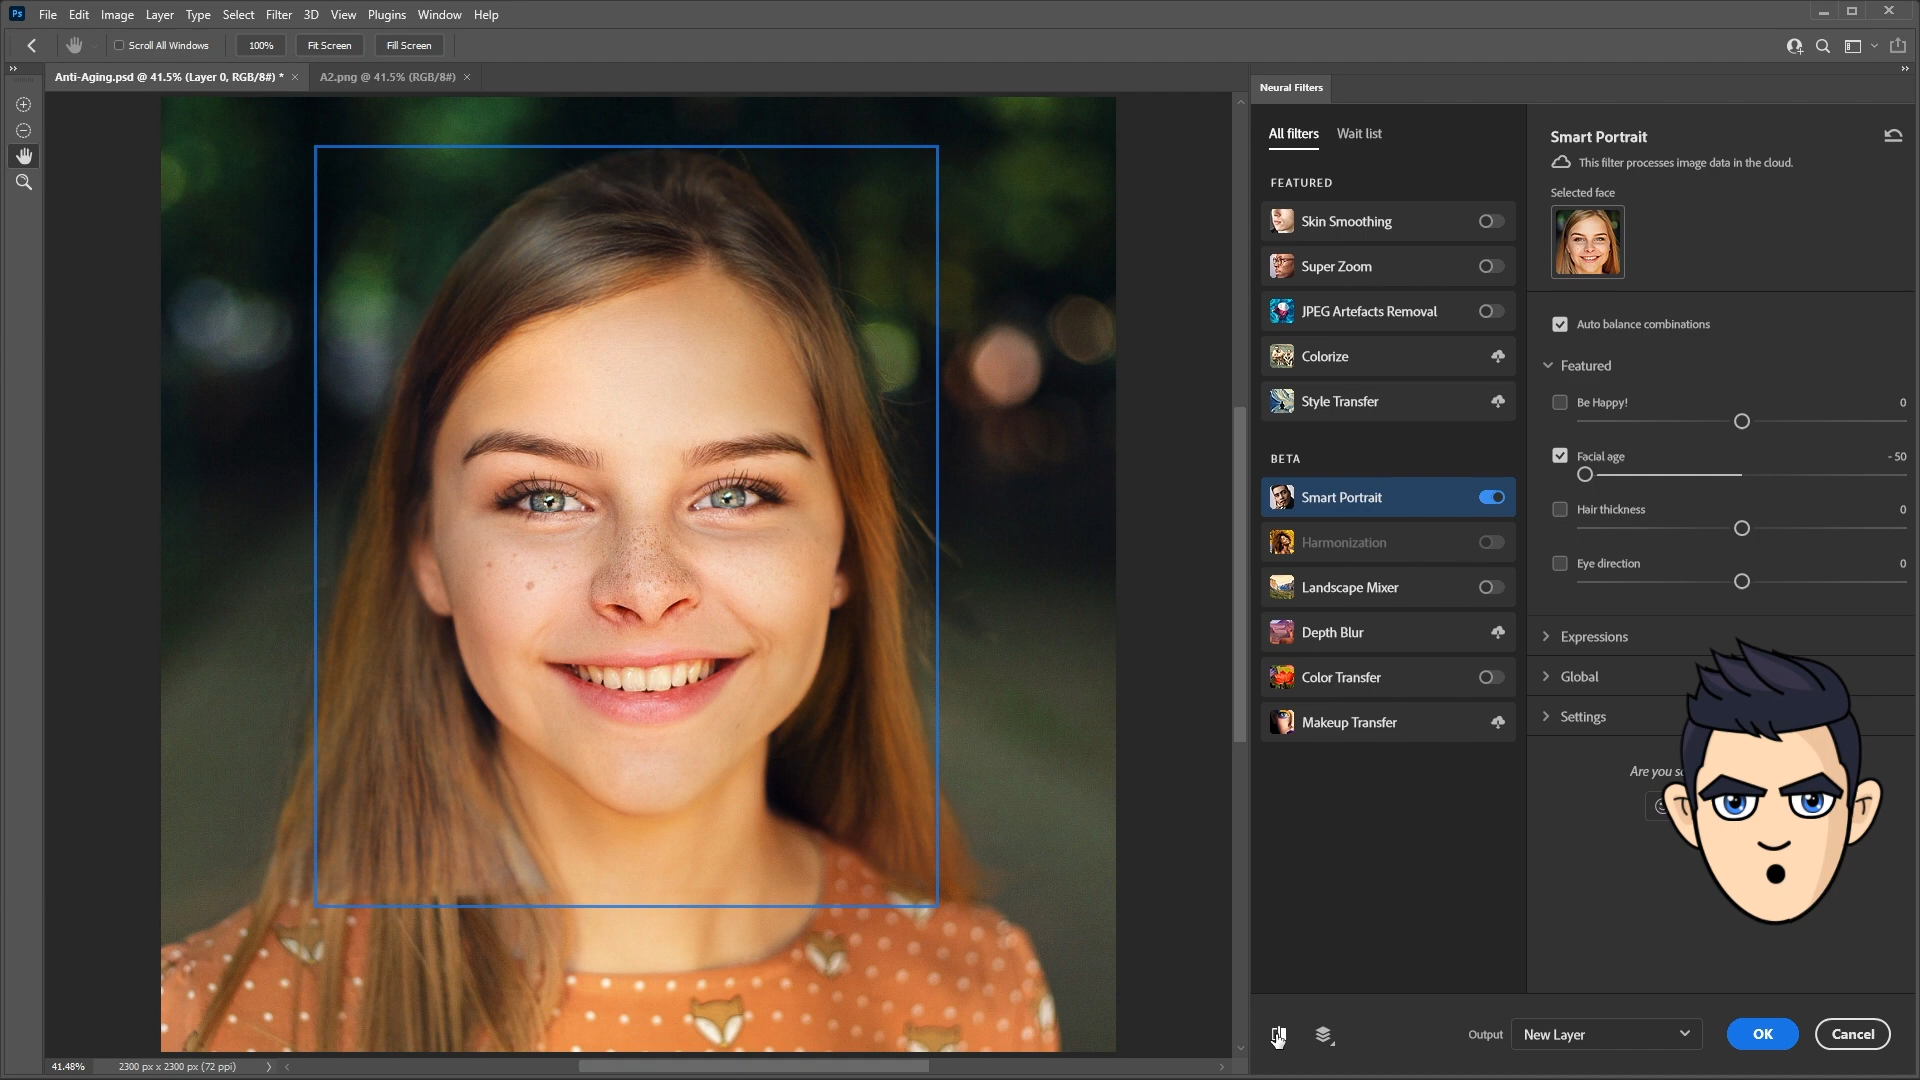 Ps File Edit Image Layer Type Select Filter 3D View Plugins Window Help
Scroll All Windows 100% Fit Screen Fill Screen
Anti-Aging.psd @ 41.5% (Layer 0, RGB/8#) * × A2.png @ 41.5% (RGB/8#) ×
Neural Filters
All filters Wait list
FEATURED
Skin Smoothing
Super Zoom
JPEG Artefacts Removal
Colorize
Style Transfer
BETA
Smart Portrait
Harmonization
Landscape Mixer
Depth Blur
Color Transfer
Makeup Transfer
Smart Portrait
This filter processes image data in the cloud.
Selected face
Auto balance combinations
Featured
Be Happy! 0
Facial age -50
Hair thickness 0
Eye direction 0
Expressions
Global
Settings
Are you
Output New Layer OK Cancel
41.48% 2300 px x 2300 px (72 ppi)